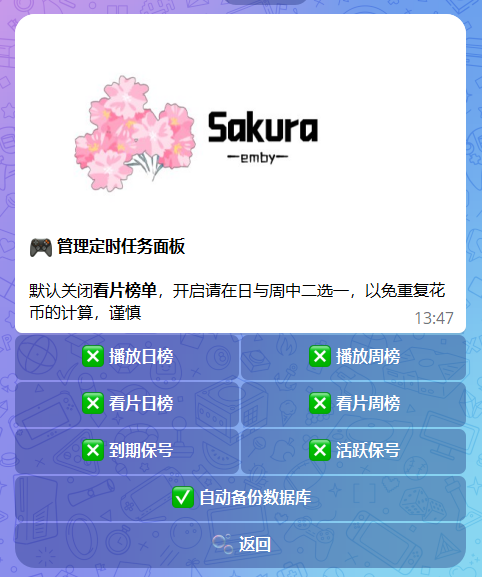 Sakura
—emby—
🎮 管理定时任务面板
默认关闭看片榜单，开启请在日与周中二选一，以免重复花
币的计算，谨慎
13:47
❎ 播放日榜
❎ 播放周榜
❎ 看片日榜
❎ 看片周榜
❎ 到期保号
❎ 活跃保号
✅ 自动备份数据库
返回